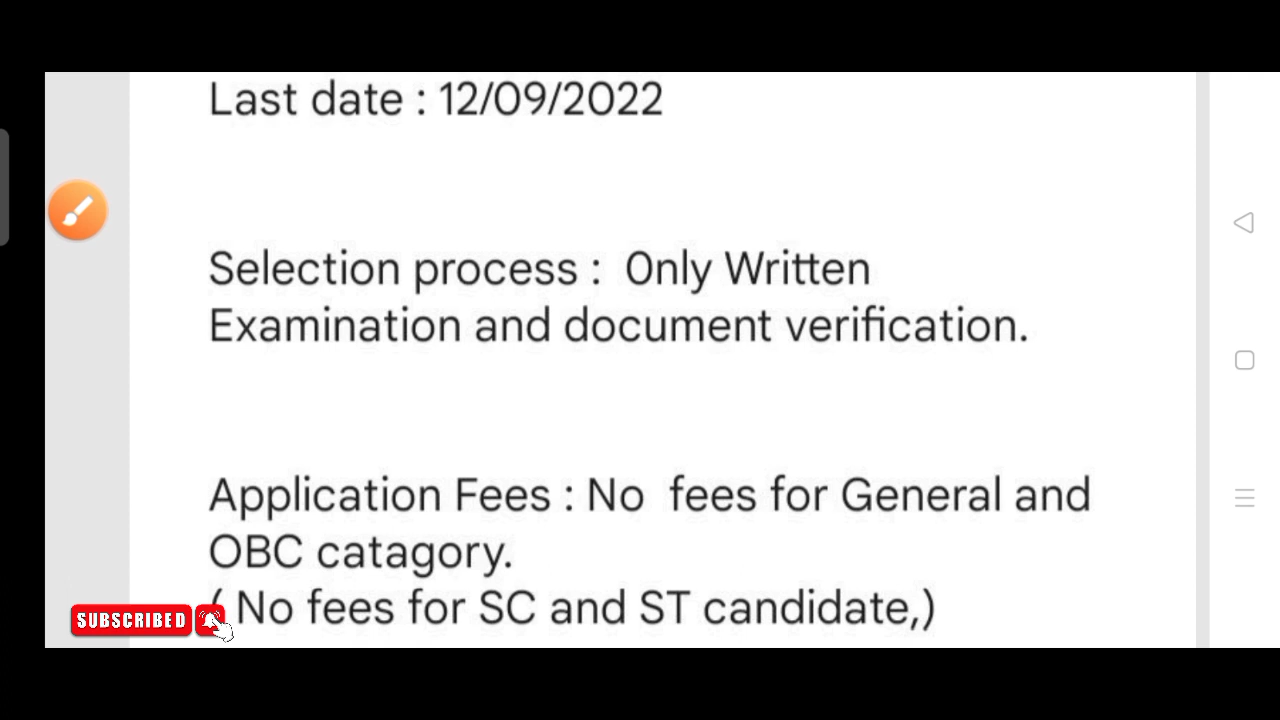 Last date : 12/09/2022
Selection process :  Only Written
Examination and document verification.
Application Fees : No  fees for General and
OBC catagory.
( No fees for SC and ST candidate,)
SUBSCRIBED